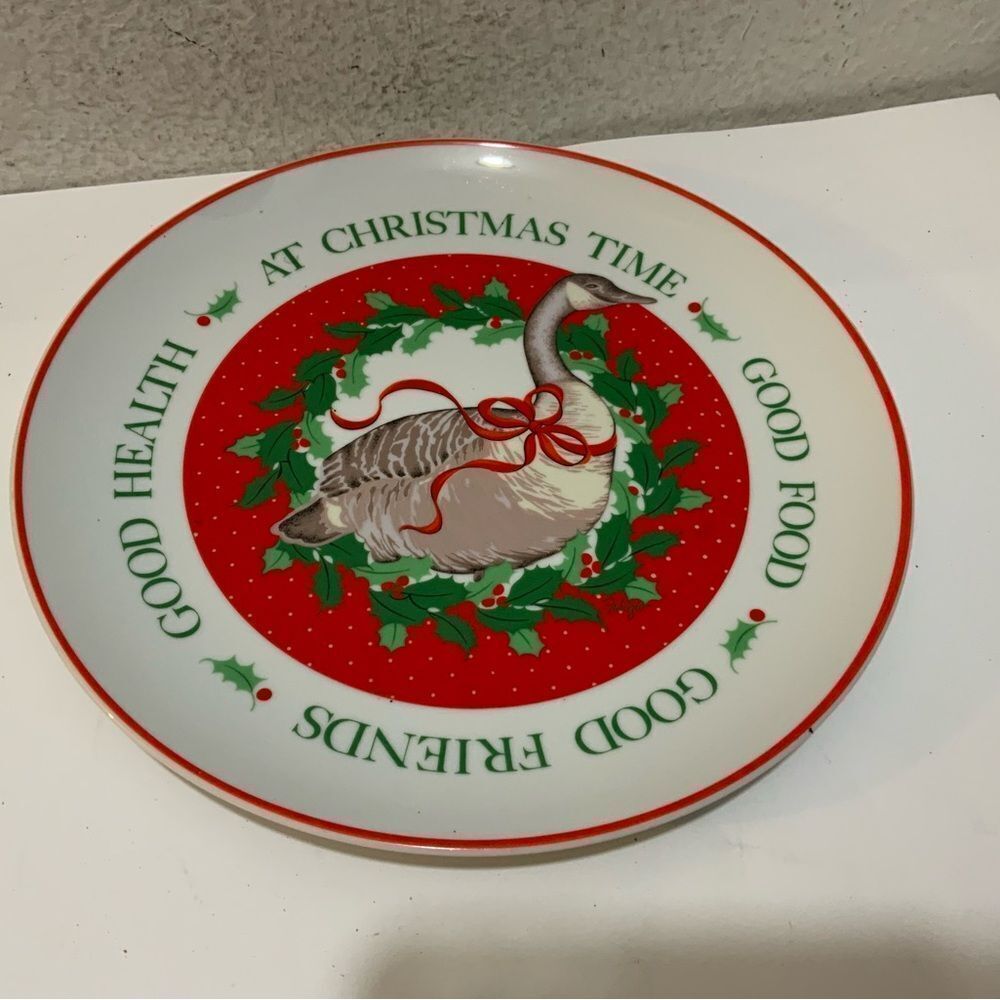 AT CHRISTMAS TIME
GOOD FOOD
GOOD FRIENDS
GOOD HEALTH